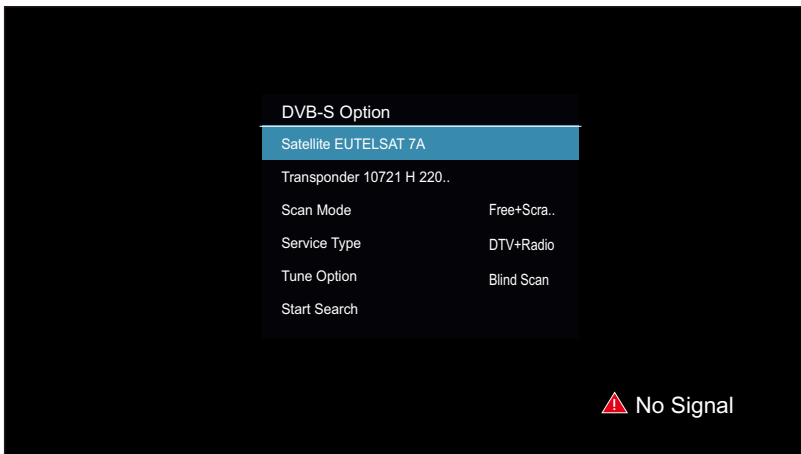 DVB-S Option
Satellite EUTELSAT 7A
Transponder 10721 H 220..
Scan Mode Free+Scra..
Service Type DTV+Radio
Tune Option Blind Scan
Start Search
No Signal